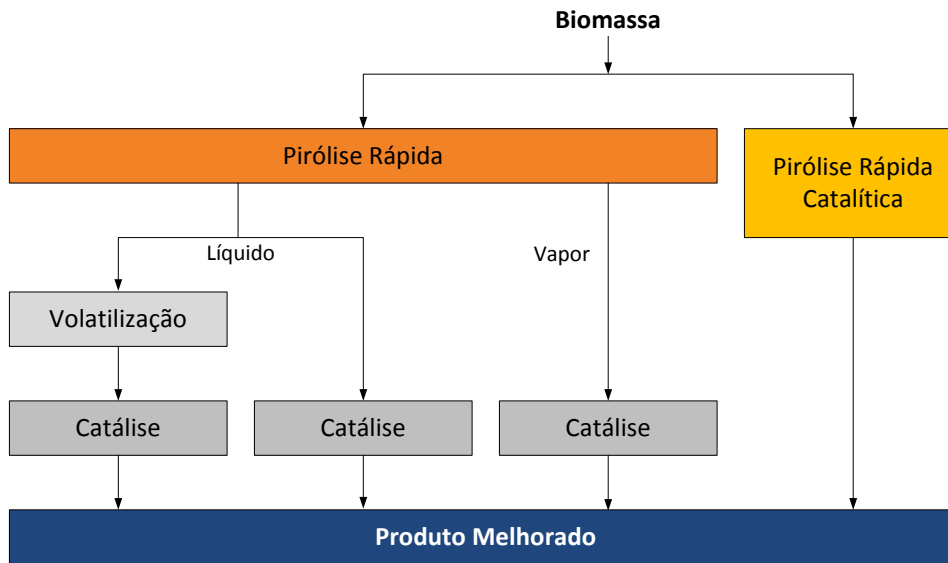 Biomassa
Pirólise Rápida
Pirólise Rápida
Catalítica
Líquido
Vapor
Volatilização
Catálise
Catálise
Catálise
Produto Melhorado